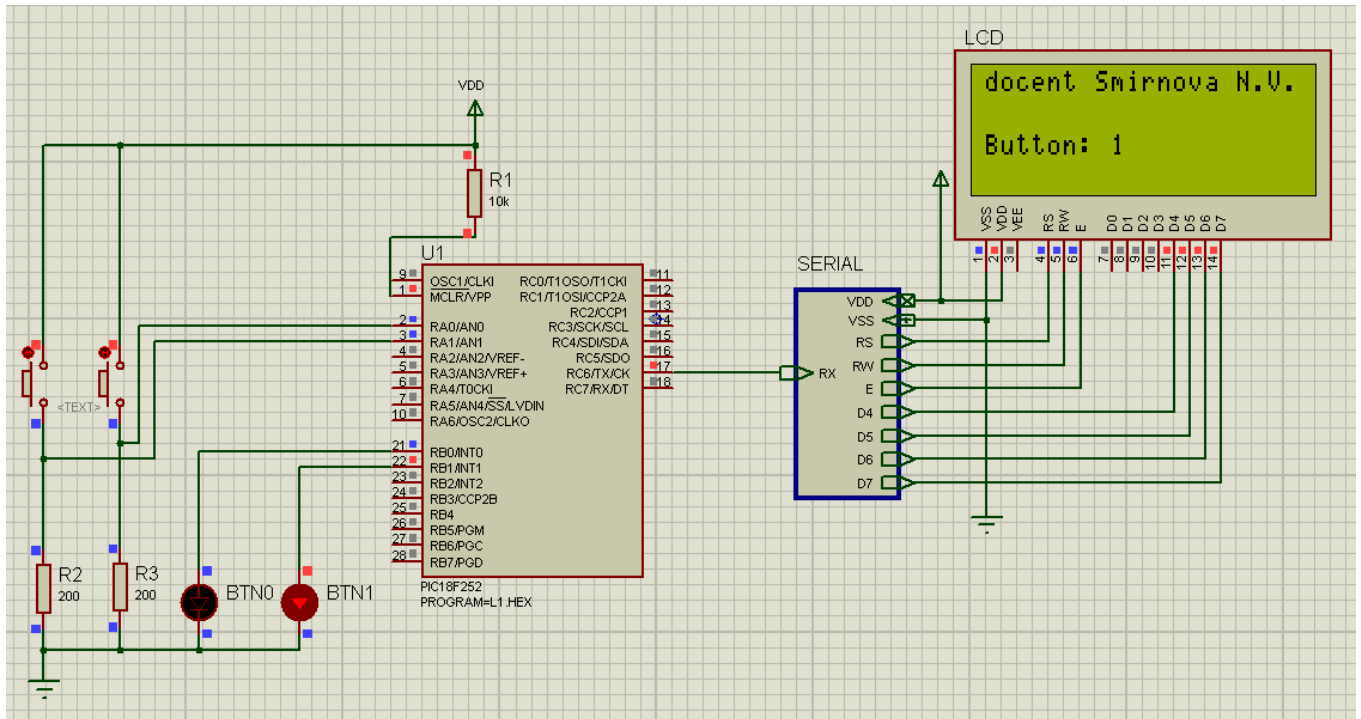 LCD
docent Smirnova N.V.
Button: 1
VSS
VDD
VEE
RS
RW
E
D0
D1
D2
D3
D4
D5
D6
D7
1
2
3
4
5
6
7
8
9
10
11
12
13
14
VDD
R1
10k
U1
9 OSC1/CLKI
1 MCLR/VPP
2 RA0/AN0
3 RA1/AN1
4 RA2/AN2/VREF-
5 RA3/AN3/VREF+
6 RA4/T0CKI
7 RA5/AN4/SS/LVDIN
10 RA6/OSC2/CLKO
21 RB0/INT0
22 RB1/INT1
23 RB2/INT2
24 RB3/CCP2B
25 RB4
26 RB5/PGM
27 RB6/PGC
28 RB7/PGD
RC0/T1OSO/T1CKI 11
RC1/T1OSI/CCP2A 12
RC2/CCP1 13
RC3/SCK/SCL 14
RC4/SDI/SDA 15
RC5/SDO 16
RC6/TX/CK 17
RC7/RX/DT 18
PIC18F252
PROGRAM=L1.HEX
SERIAL
RX
VDD
VSS
RS
RW
E
D4
D5
D6
D7
<TEXT>
R2
200
R3
200
BTN0
BTN1